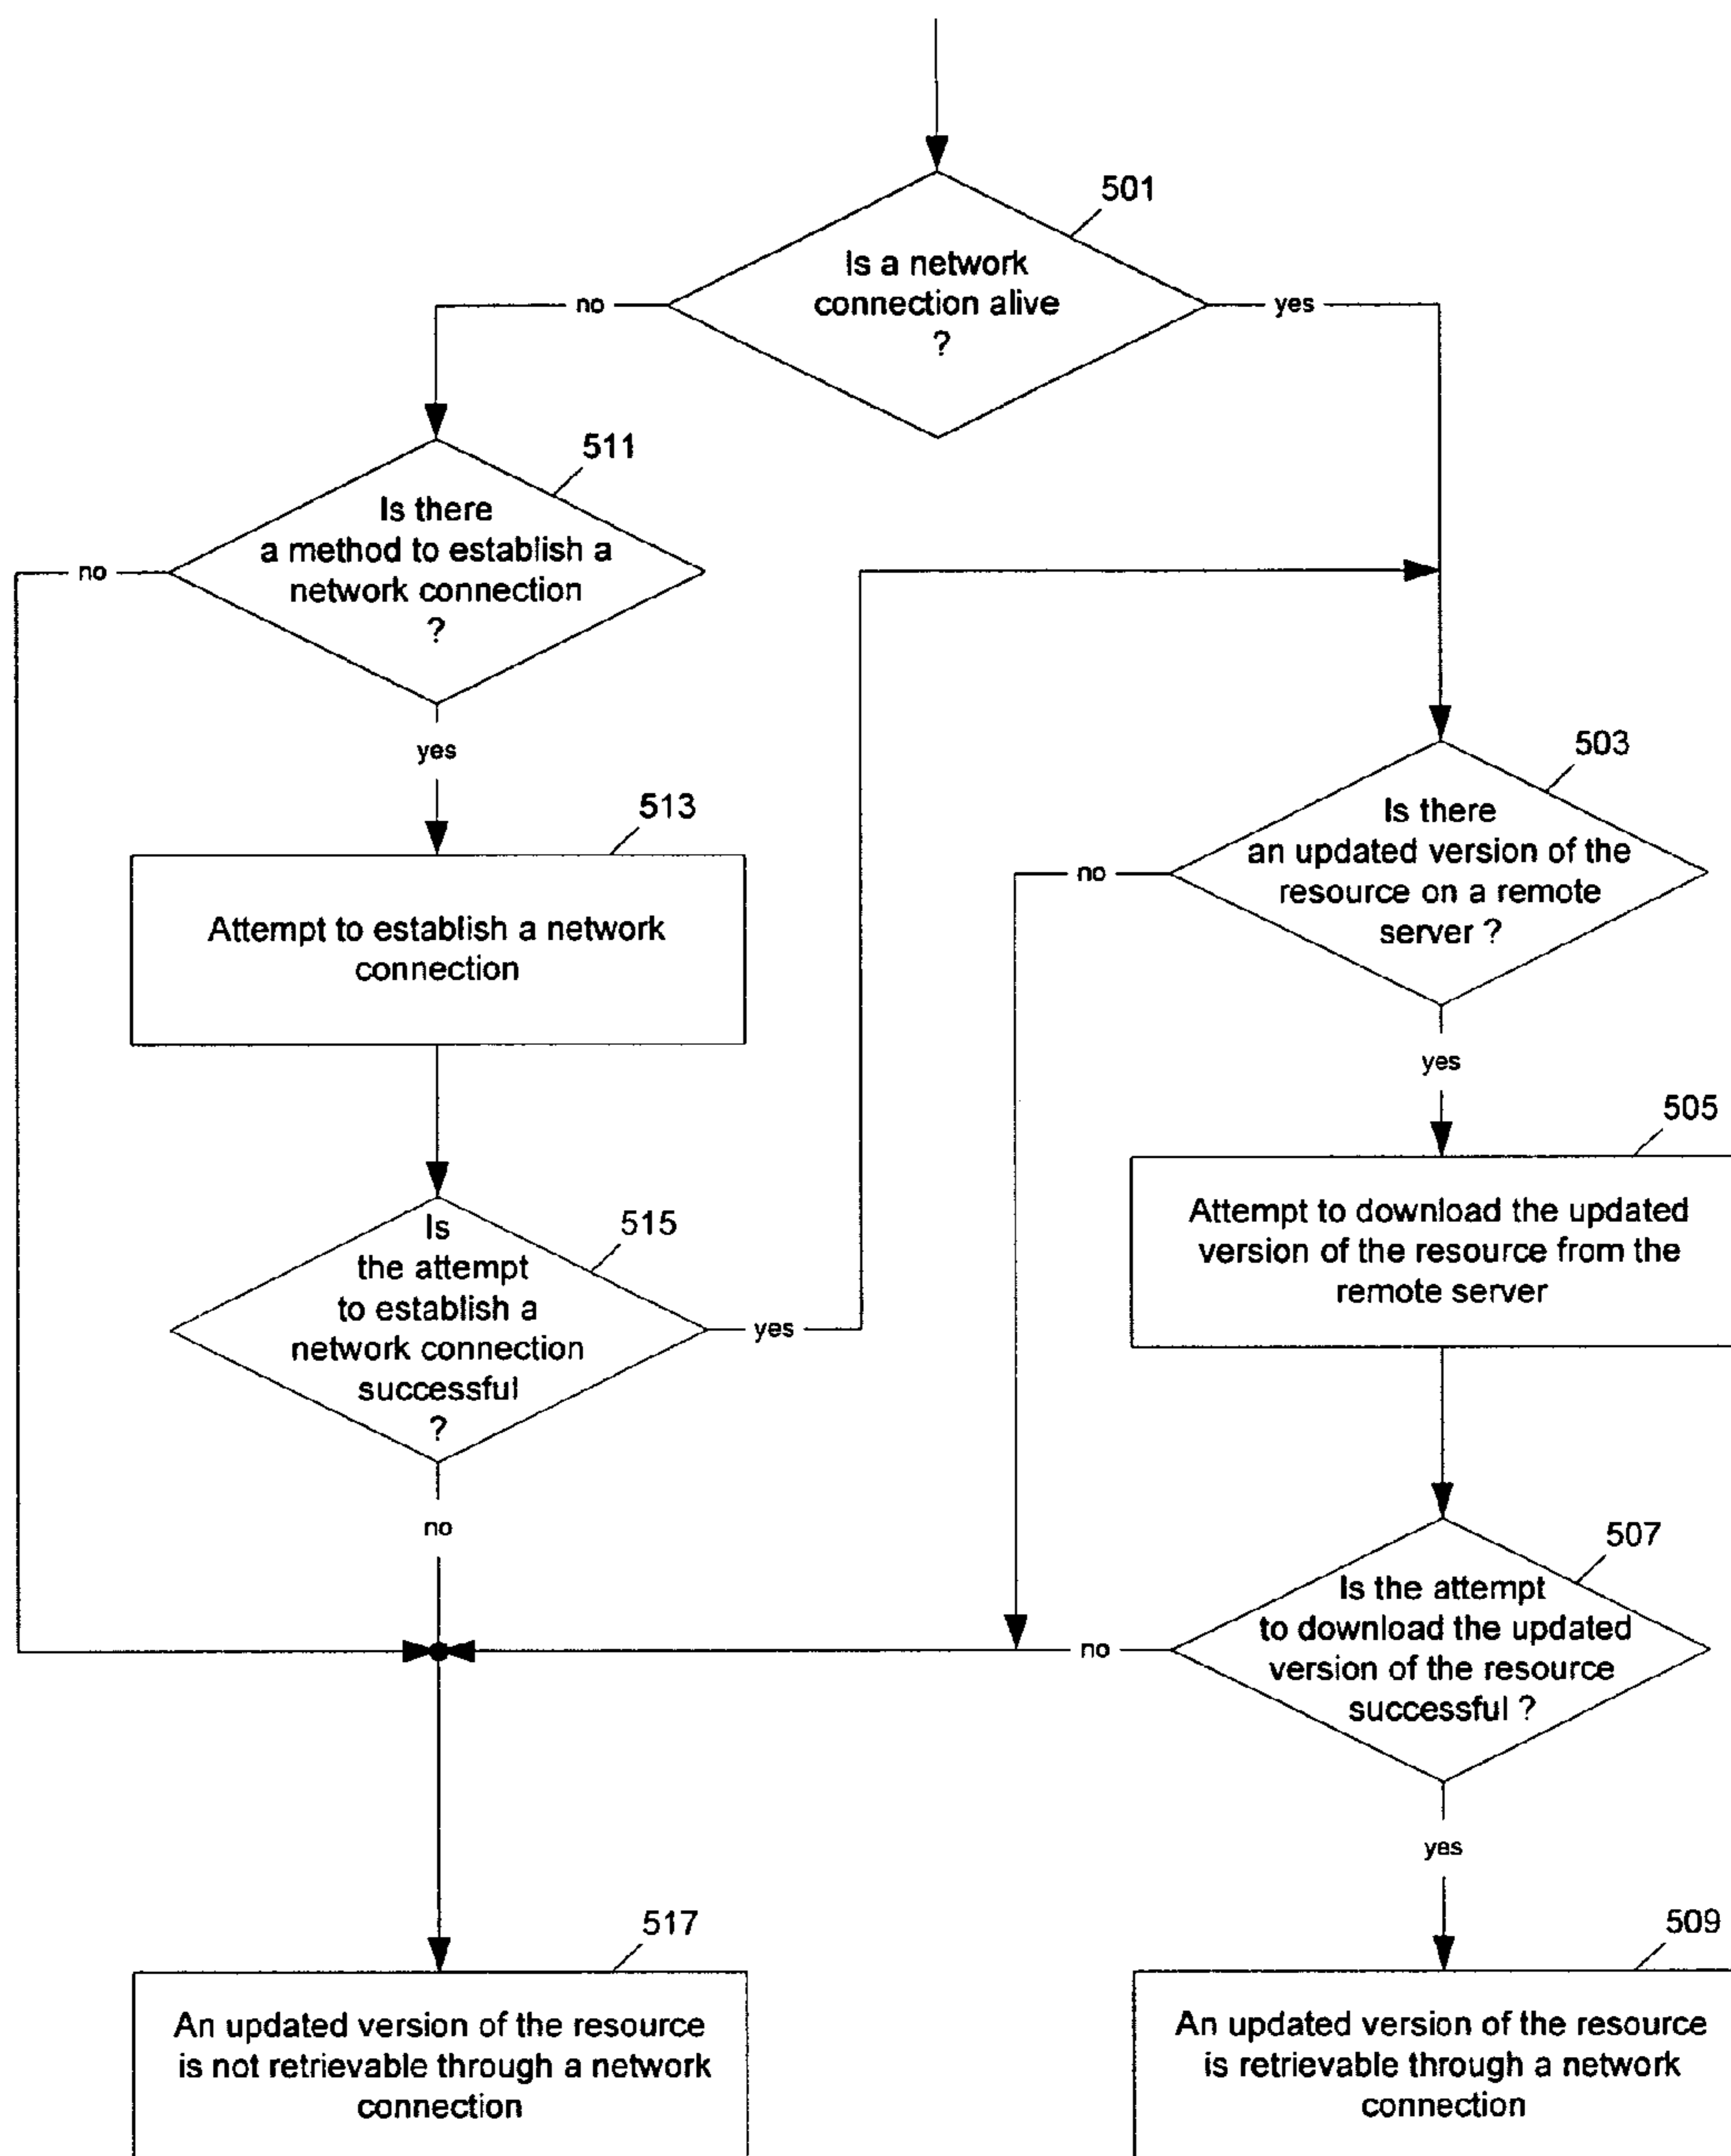 501
Is a network
connection alive
?
no
yes
511
Is there
a method to establish a
network connection
?
no
yes
503
Is there
an updated version of the
resource on a remote
server ?
no
yes
513
Attempt to establish a network
connection
505
Attempt to download the updated
version of the resource from the
remote server
515
Is
the attempt
to establish a
network connection
successful
?
yes
no
507
Is the attempt
to download the updated
version of the resource
successful ?
no
yes
517
An updated version of the resource
is not retrievable through a network
connection
509
An updated version of the resource
is retrievable through a network
connection